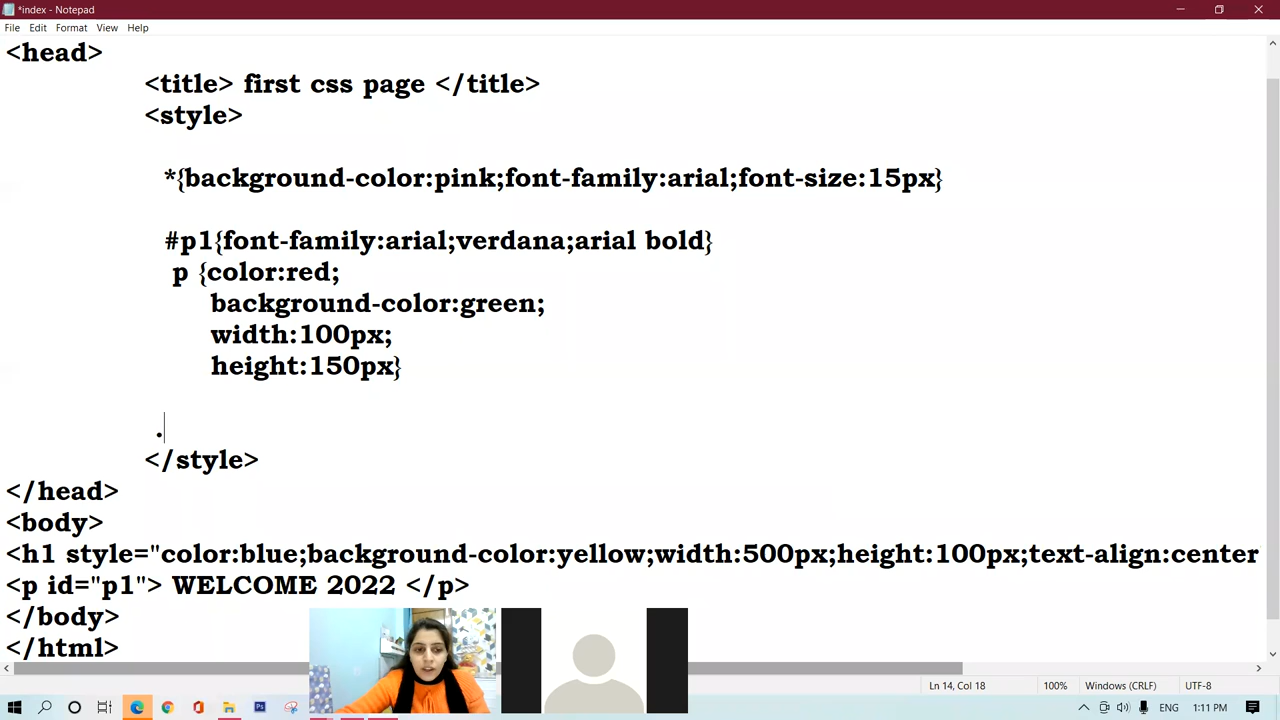 *index - Notepad
File Edit Format View Help
<head>
<title> first css page </title>
<style>
*{background-color:pink;font-family:arial;font-size:15px}
#p1{font-family:arial;verdana;arial bold}
p {color:red;
background-color:green;
width:100px;
height:150px}
.
</style>
</head>
<body>
<h1 style="color:blue;background-color:yellow;width:500px;height:100px;text-align:center
<p id="p1"> WELCOME 2022 </p>
</body>
</html>
Ln 14, Col 18 100% Windows (CRLF) UTF-8
ENG 1:11 PM